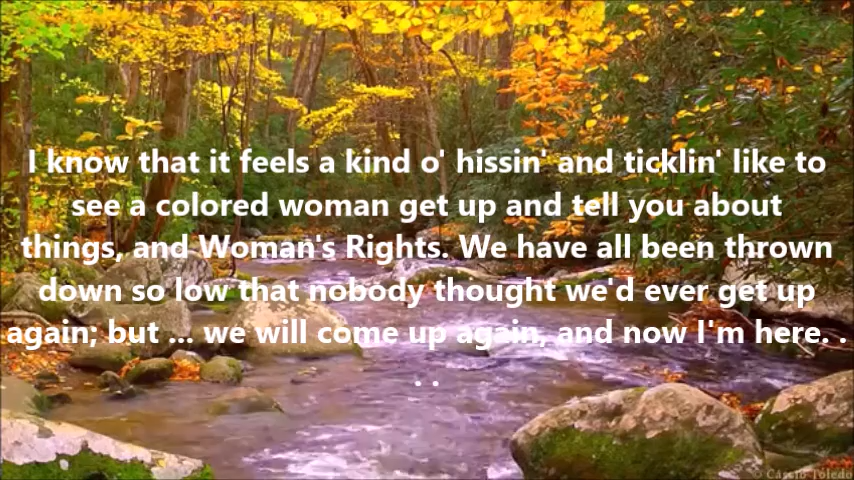 I know that it feels a kind o' hissin' and ticklin' like to
see a colored woman get up and tell you about
things, and Woman's Rights. We have all been thrown
down so low that nobody thought we'd ever get up
again; but ... we will come up again, and now I'm here. .
. .
© Cássio Toledo